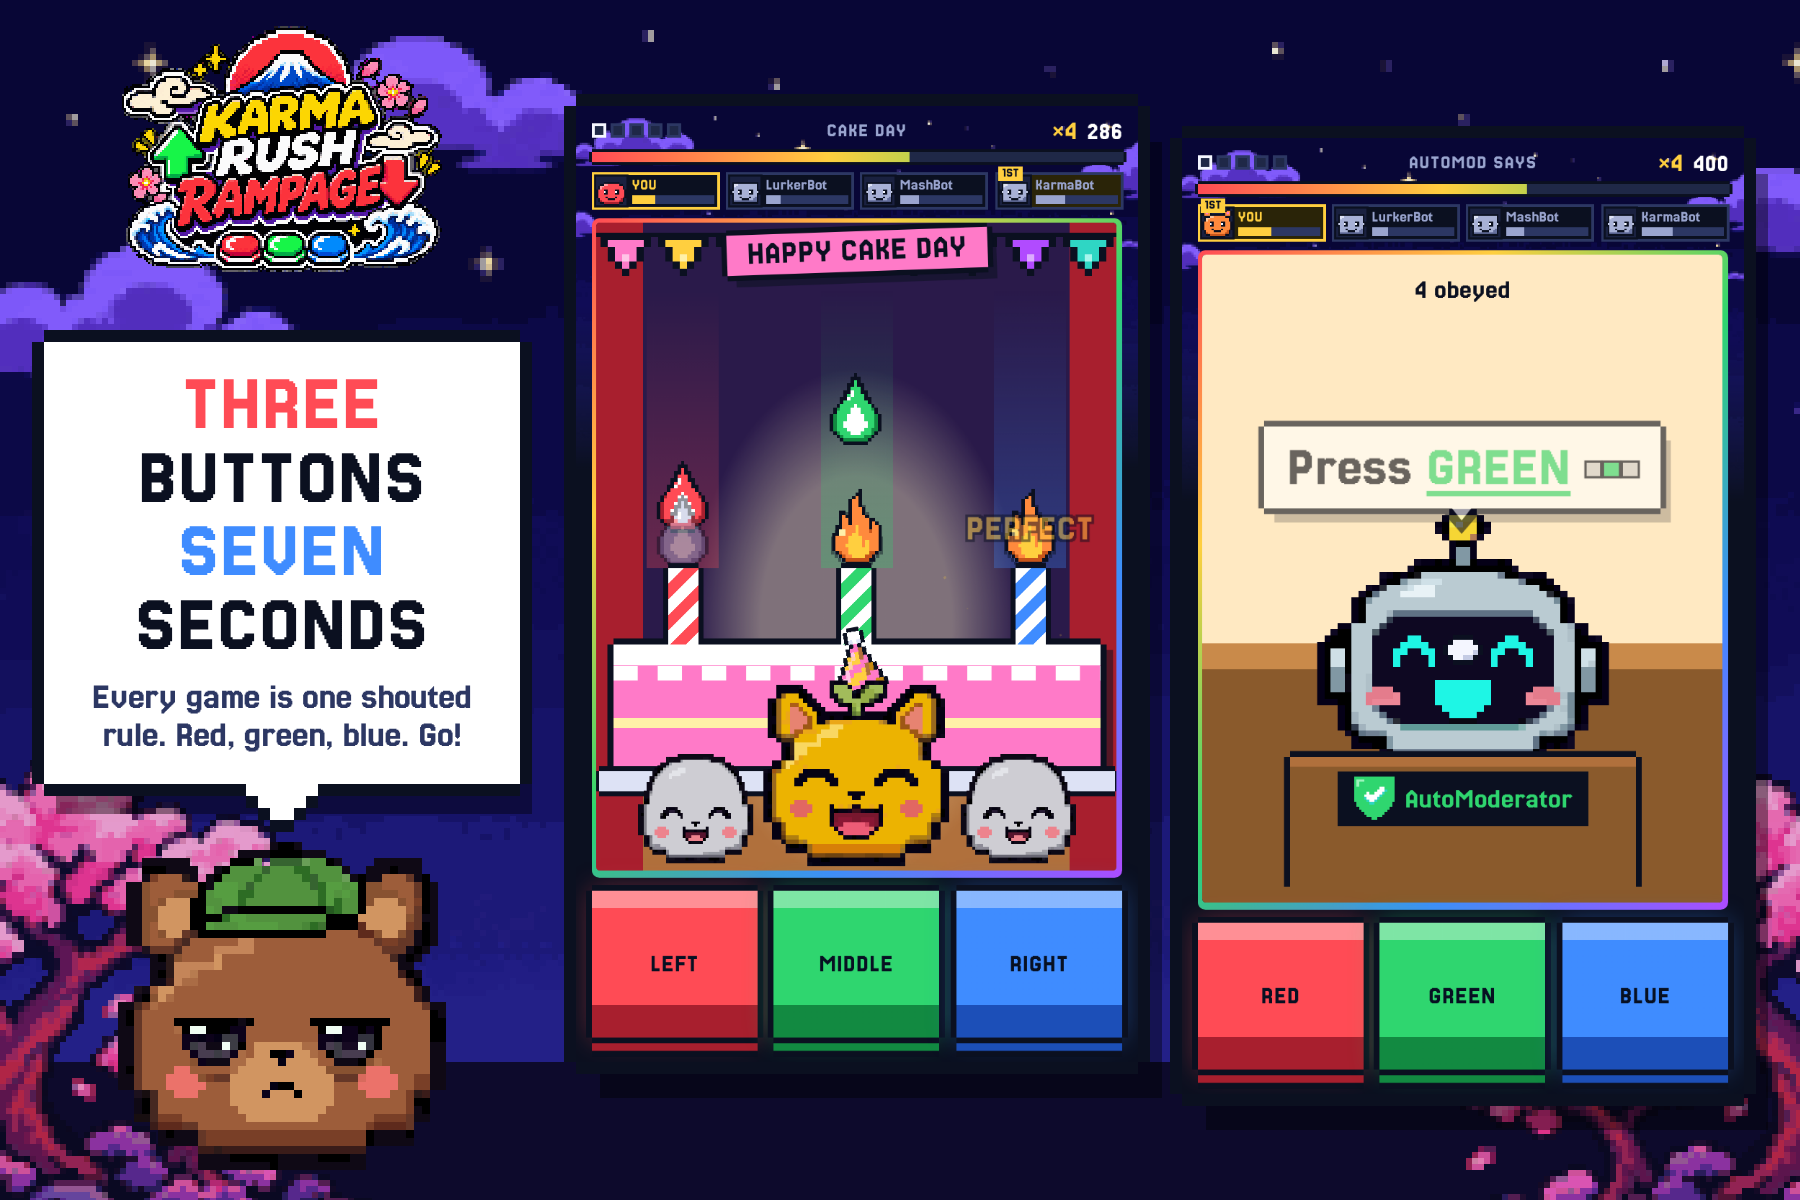 KARMA
RUSH
RAMPAGE
THREE
BUTTONS
SEVEN
SECONDS
Every game is one shouted
rule. Red, green, blue. Go!
CAKE DAY
×4 286
YOU
LurkerBot
MashBot
1ST
KarmaBot
HAPPY CAKE DAY
PERFECT
LEFT
MIDDLE
RIGHT
AUTOMOD SAYS
×4 400
1ST
YOU
LurkerBot
MashBot
KarmaBot
4 obeyed
Press GREEN
AutoModerator
RED
GREEN
BLUE